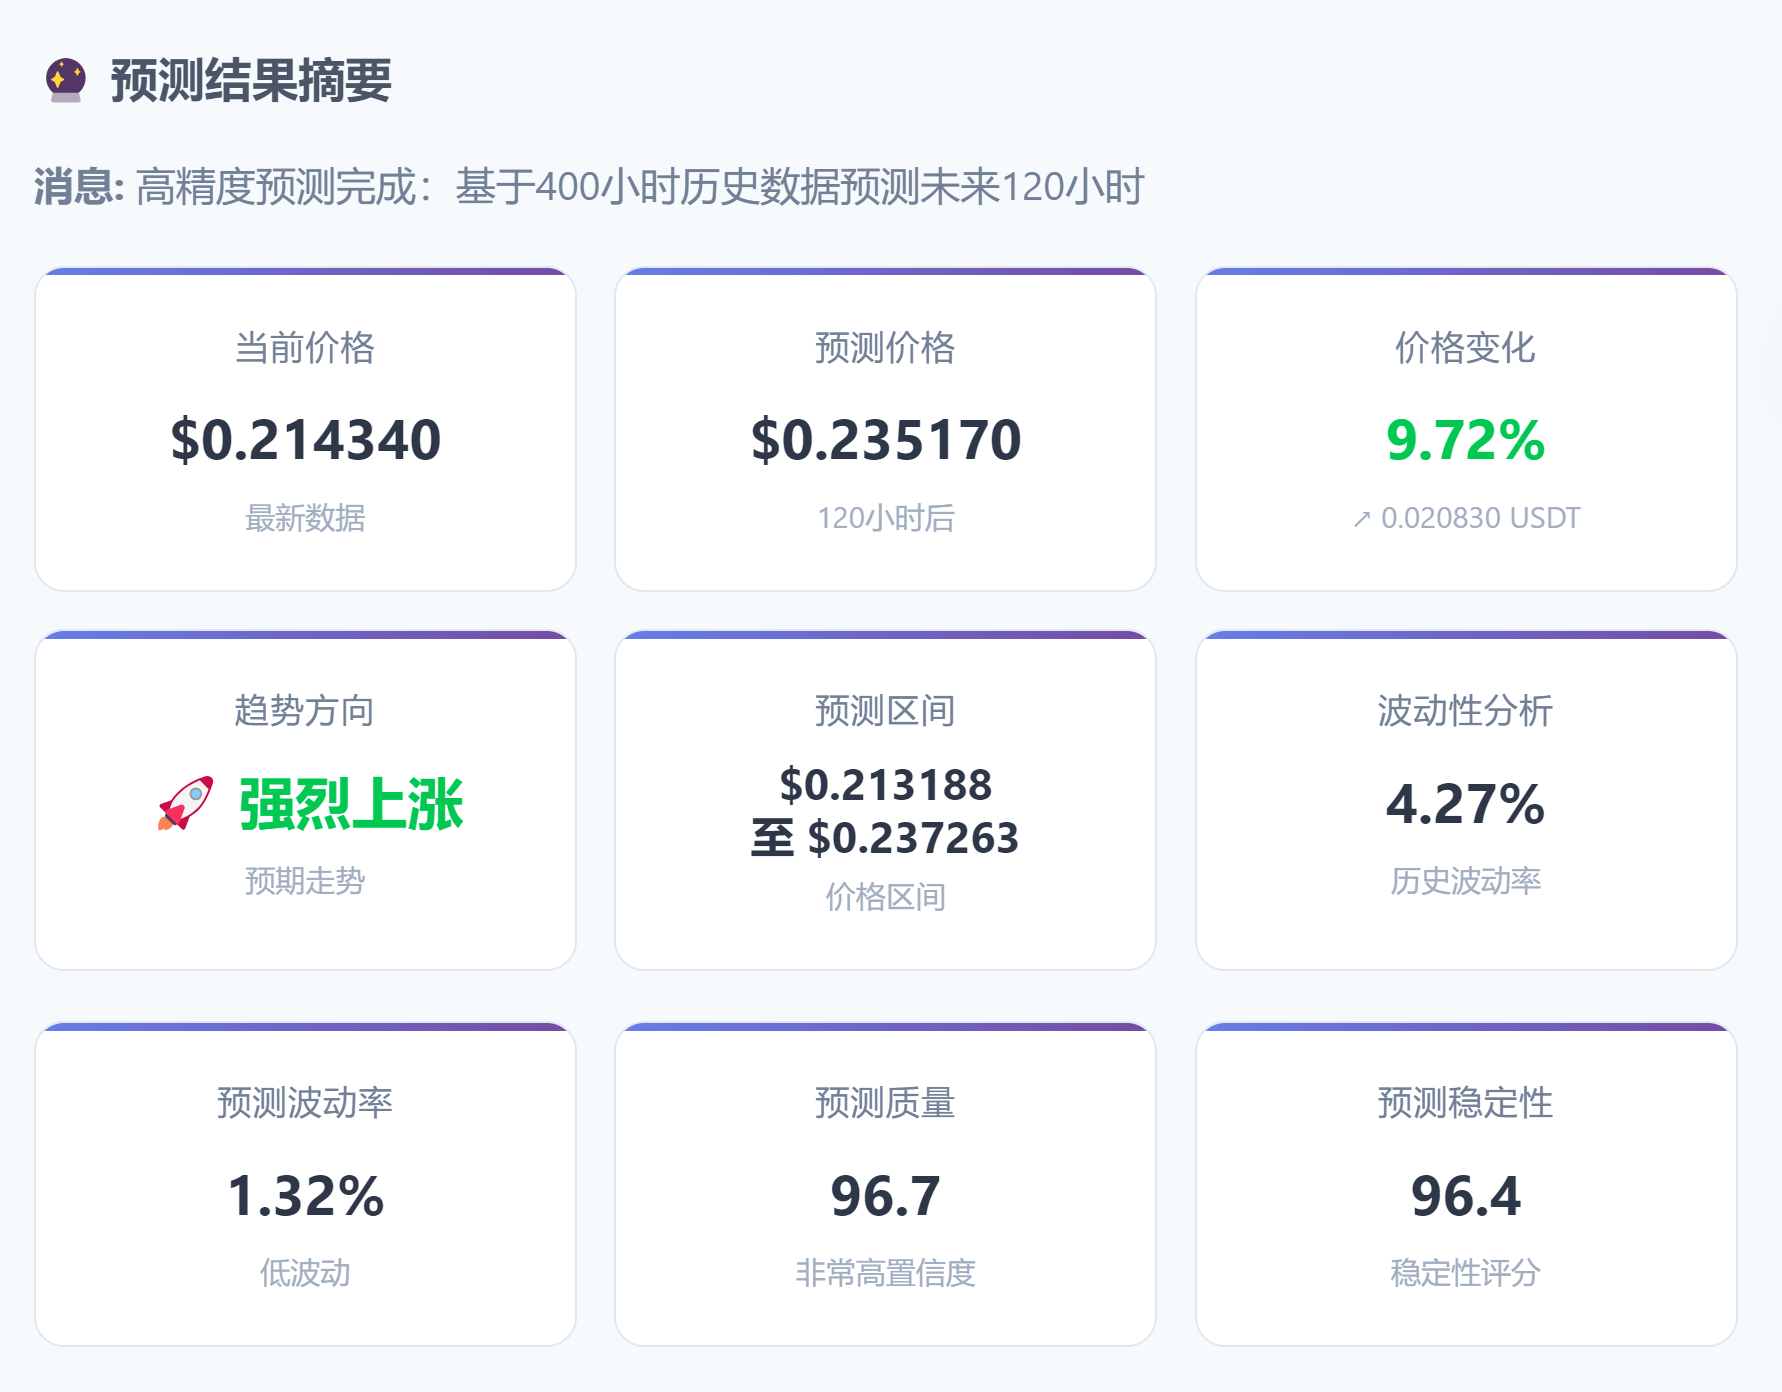 预测结果摘要
消息: 高精度预测完成：基于400小时历史数据预测未来120小时
当前价格
$0.214340
最新数据
预测价格
$0.235170
120小时后
价格变化
9.72%
↗ 0.020830 USDT
趋势方向
强烈上涨
预期走势
预测区间
$0.213188
至 $0.237263
价格区间
波动性分析
4.27%
历史波动率
预测波动率
1.32%
低波动
预测质量
96.7
非常高置信度
预测稳定性
96.4
稳定性评分